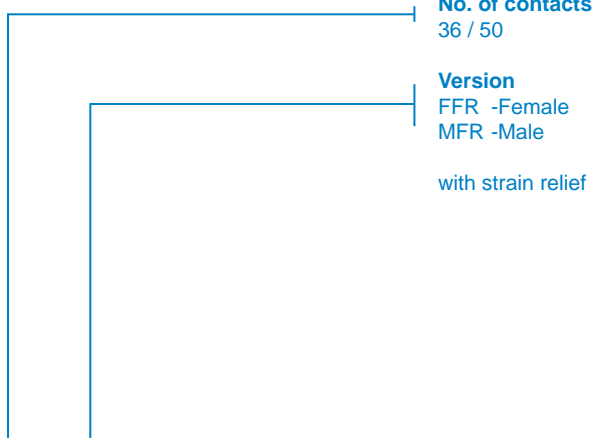 No. of contacts
36 / 50
Version
FFR -Female
MFR -Male
with strain relief